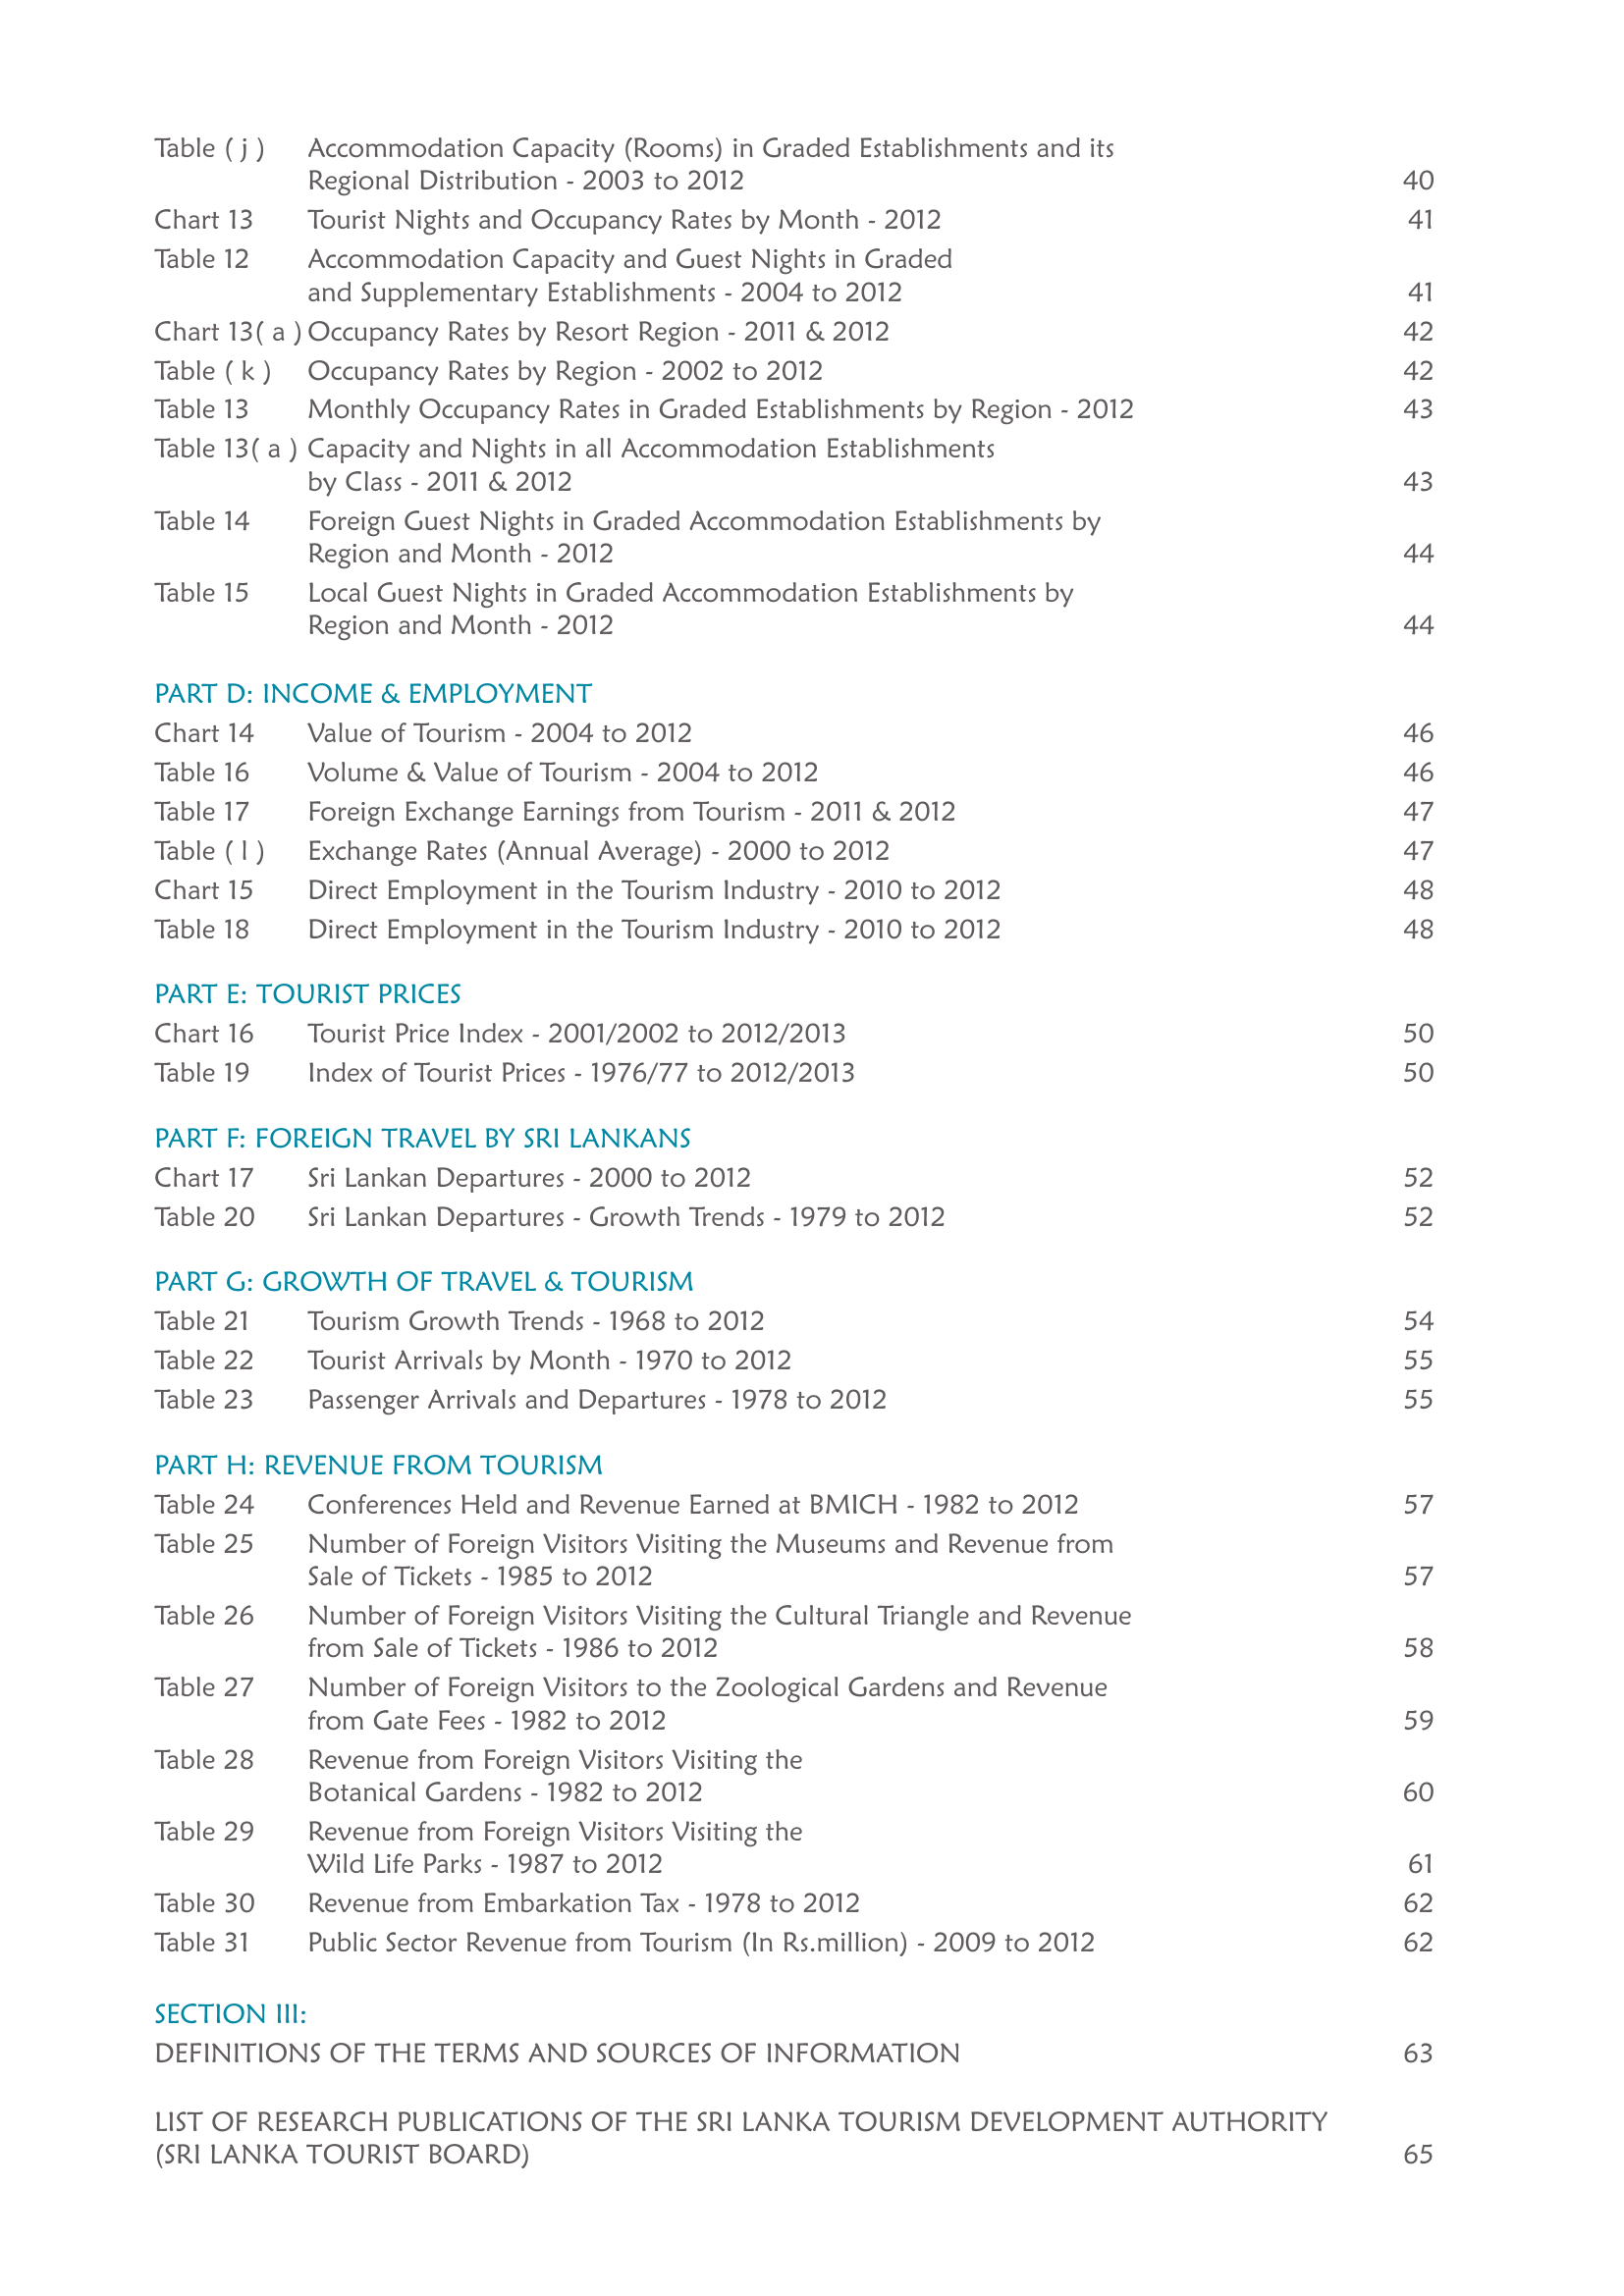 Table ( j ) Accommodation Capacity (Rooms) in Graded Establishments and its
Regional Distribution - 2003 to 2012 40
Chart 13 Tourist Nights and Occupancy Rates by Month - 2012 41
Table 12 Accommodation Capacity and Guest Nights in Graded
and Supplementary Establishments - 2004 to 2012 41
Chart 13( a ) Occupancy Rates by Resort Region - 2011 & 2012 42
Table ( k ) Occupancy Rates by Region - 2002 to 2012 42
Table 13 Monthly Occupancy Rates in Graded Establishments by Region - 2012 43
Table 13( a ) Capacity and Nights in all Accommodation Establishments
by Class - 2011 & 2012 43
Table 14 Foreign Guest Nights in Graded Accommodation Establishments by
Region and Month - 2012 44
Table 15 Local Guest Nights in Graded Accommodation Establishments by
Region and Month - 2012 44
PART D: INCOME & EMPLOYMENT
Chart 14 Value of Tourism - 2004 to 2012 46
Table 16 Volume & Value of Tourism - 2004 to 2012 46
Table 17 Foreign Exchange Earnings from Tourism - 2011 & 2012 47
Table ( l ) Exchange Rates (Annual Average) - 2000 to 2012 47
Chart 15 Direct Employment in the Tourism Industry - 2010 to 2012 48
Table 18 Direct Employment in the Tourism Industry - 2010 to 2012 48
PART E: TOURIST PRICES
Chart 16 Tourist Price Index - 2001/2002 to 2012/2013 50
Table 19 Index of Tourist Prices - 1976/77 to 2012/2013 50
PART F: FOREIGN TRAVEL BY SRI LANKANS
Chart 17 Sri Lankan Departures - 2000 to 2012 52
Table 20 Sri Lankan Departures - Growth Trends - 1979 to 2012 52
PART G: GROWTH OF TRAVEL & TOURISM
Table 21 Tourism Growth Trends - 1968 to 2012 54
Table 22 Tourist Arrivals by Month - 1970 to 2012 55
Table 23 Passenger Arrivals and Departures - 1978 to 2012 55
PART H: REVENUE FROM TOURISM
Table 24 Conferences Held and Revenue Earned at BMICH - 1982 to 2012 57
Table 25 Number of Foreign Visitors Visiting the Museums and Revenue from
Sale of Tickets - 1985 to 2012 57
Table 26 Number of Foreign Visitors Visiting the Cultural Triangle and Revenue
from Sale of Tickets - 1986 to 2012 58
Table 27 Number of Foreign Visitors to the Zoological Gardens and Revenue
from Gate Fees - 1982 to 2012 59
Table 28 Revenue from Foreign Visitors Visiting the
Botanical Gardens - 1982 to 2012 60
Table 29 Revenue from Foreign Visitors Visiting the
Wild Life Parks - 1987 to 2012 61
Table 30 Revenue from Embarkation Tax - 1978 to 2012 62
Table 31 Public Sector Revenue from Tourism (In Rs.million) - 2009 to 2012 62
SECTION III:
DEFINITIONS OF THE TERMS AND SOURCES OF INFORMATION 63
LIST OF RESEARCH PUBLICATIONS OF THE SRI LANKA TOURISM DEVELOPMENT AUTHORITY
(SRI LANKA TOURIST BOARD) 65